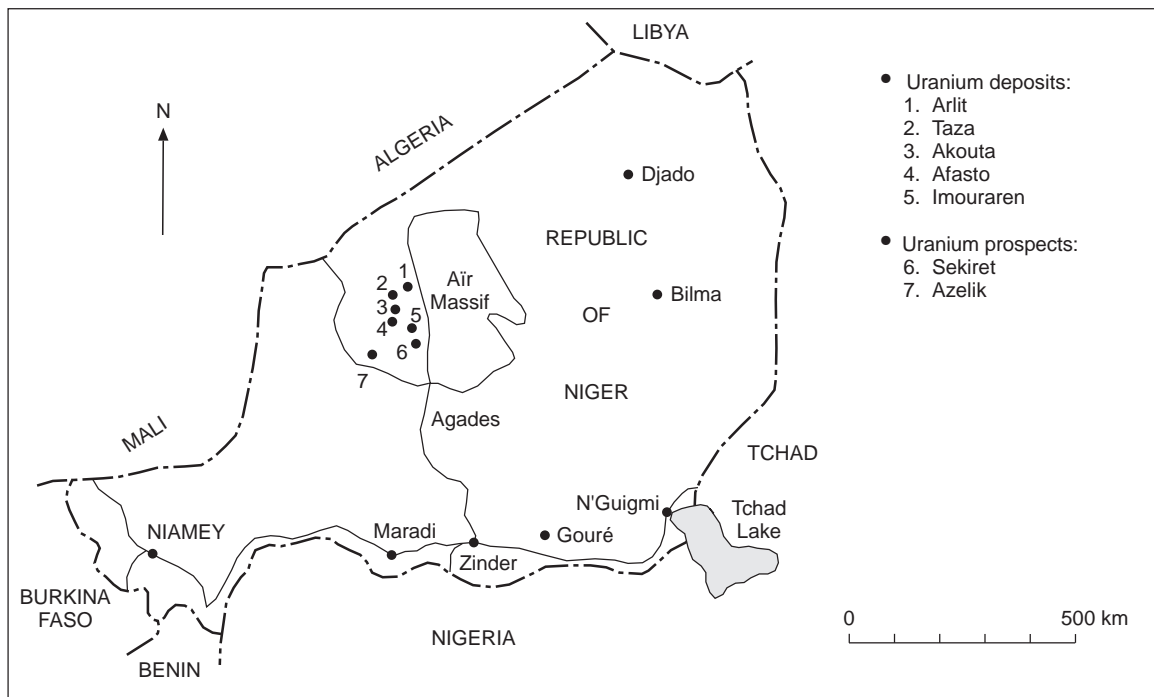 LIBYA
N
ALGERIA
Uranium deposits:
1. Arlit
2. Taza
3. Akouta
4. Afasto
5. Imouraren
Uranium prospects:
6. Sekiret
7. Azelik
Djado
REPUBLIC
OF
NIGER
Bilma
Aïr
Massif
1
2
3
4
5
6
7
Agades
MALI
TCHAD
N'Guigmi
Tchad
Lake
NIAMEY
Maradi
Zinder
Gouré
BURKINA
FASO
BENIN
NIGERIA
0 500 km